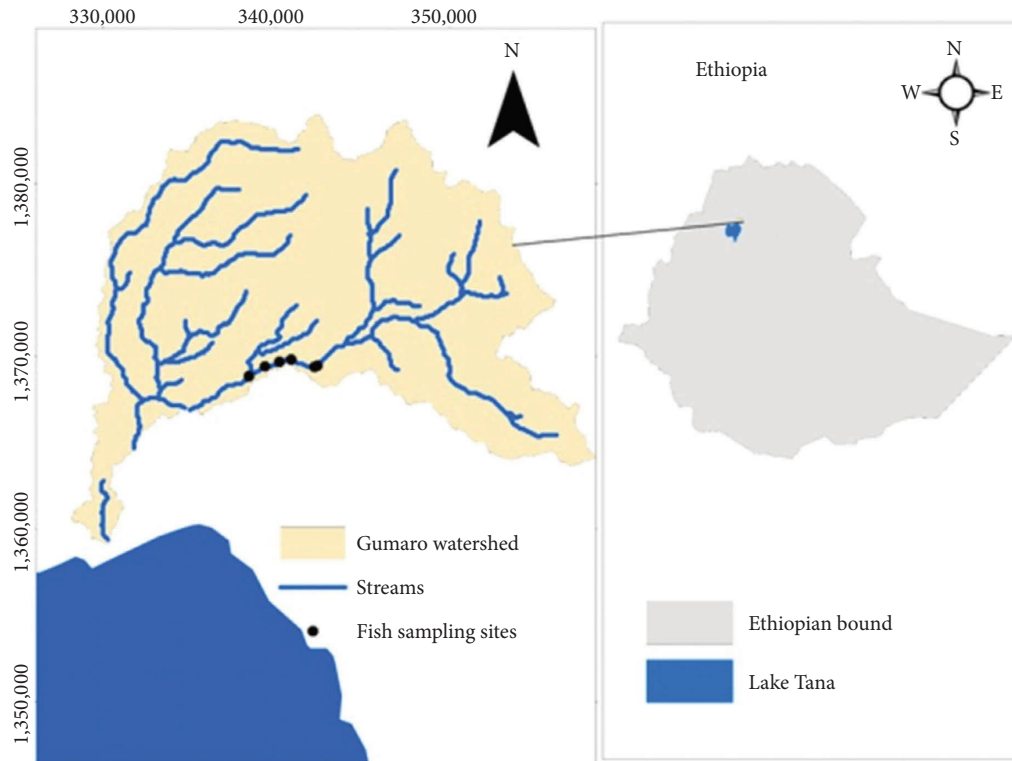 330,000
340,000
350,000
1,380,000
1,370,000
1,360,000
1,350,000
N
Gumaro watershed
Streams
Fish sampling sites
Ethiopia
N
W
E
S
Ethiopian bound
Lake Tana